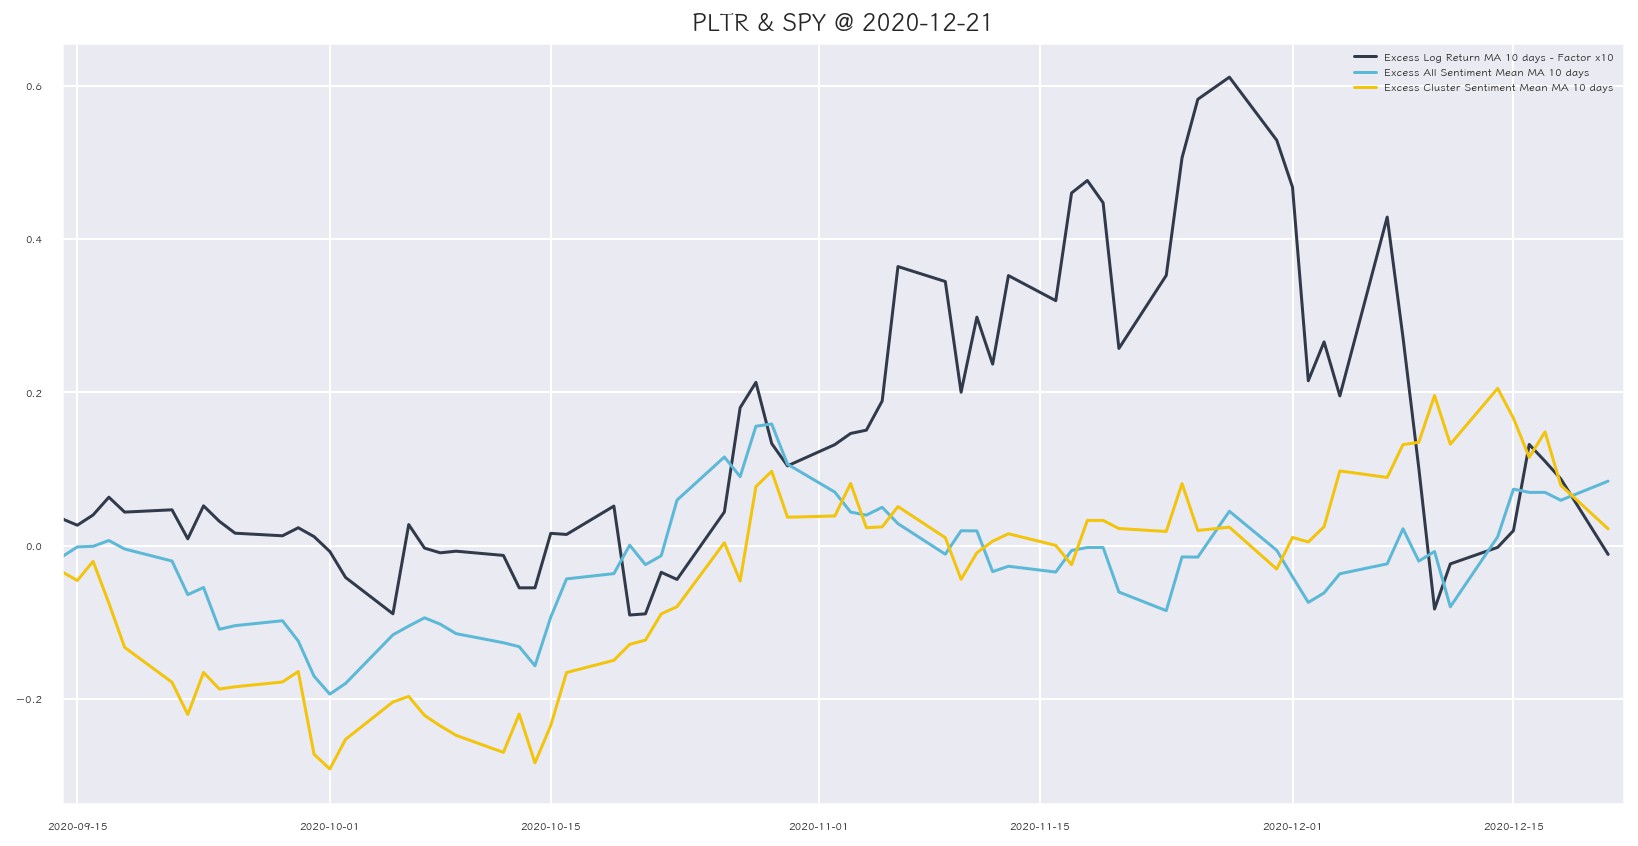 PLTR & SPY @ 2020-12-21
Excess Log Return MA 10 days - Factor x10
Excess All Sentiment Mean MA 10 days
Excess Cluster Sentiment Mean MA 10 days
0.6
0.4
0.2
0.0
−0.2
2020-09-15 2020-10-01 2020-10-15 2020-11-01 2020-11-15 2020-12-01 2020-12-15